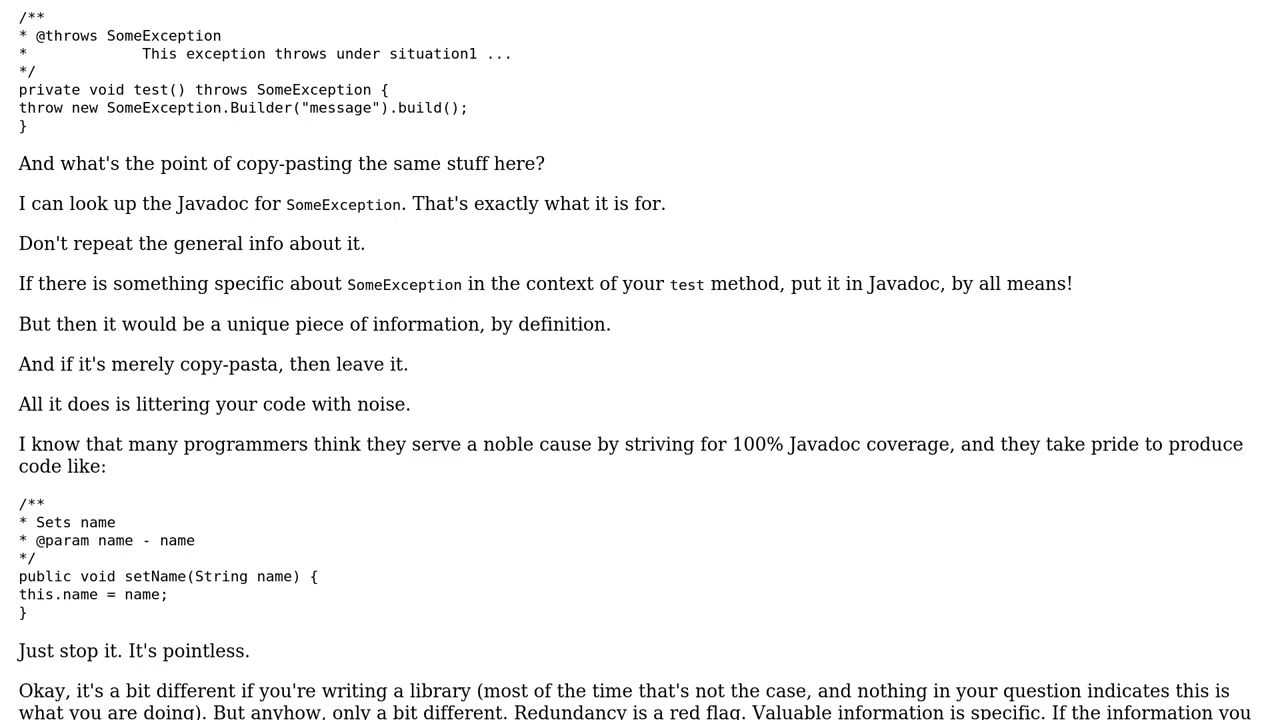 /**
* @throws SomeException
*             This exception throws under situation1 ...
*/
private void test() throws SomeException {
throw new SomeException.Builder("message").build();
}
And what's the point of copy-pasting the same stuff here?
I can look up the Javadoc for SomeException. That's exactly what it is for.
Don't repeat the general info about it.
If there is something specific about SomeException in the context of your test method, put it in Javadoc, by all means!
But then it would be a unique piece of information, by definition.
And if it's merely copy-pasta, then leave it.
All it does is littering your code with noise.
I know that many programmers think they serve a noble cause by striving for 100% Javadoc coverage, and they take pride to produce
code like:
/**
* Sets name
* @param name - name
*/
public void setName(String name) {
this.name = name;
}
Just stop it. It's pointless.
Okay, it's a bit different if you're writing a library (most of the time that's not the case, and nothing in your question indicates this is
what you are doing). But anyhow, only a bit different. Redundancy is a red flag. Valuable information is specific. If the information you